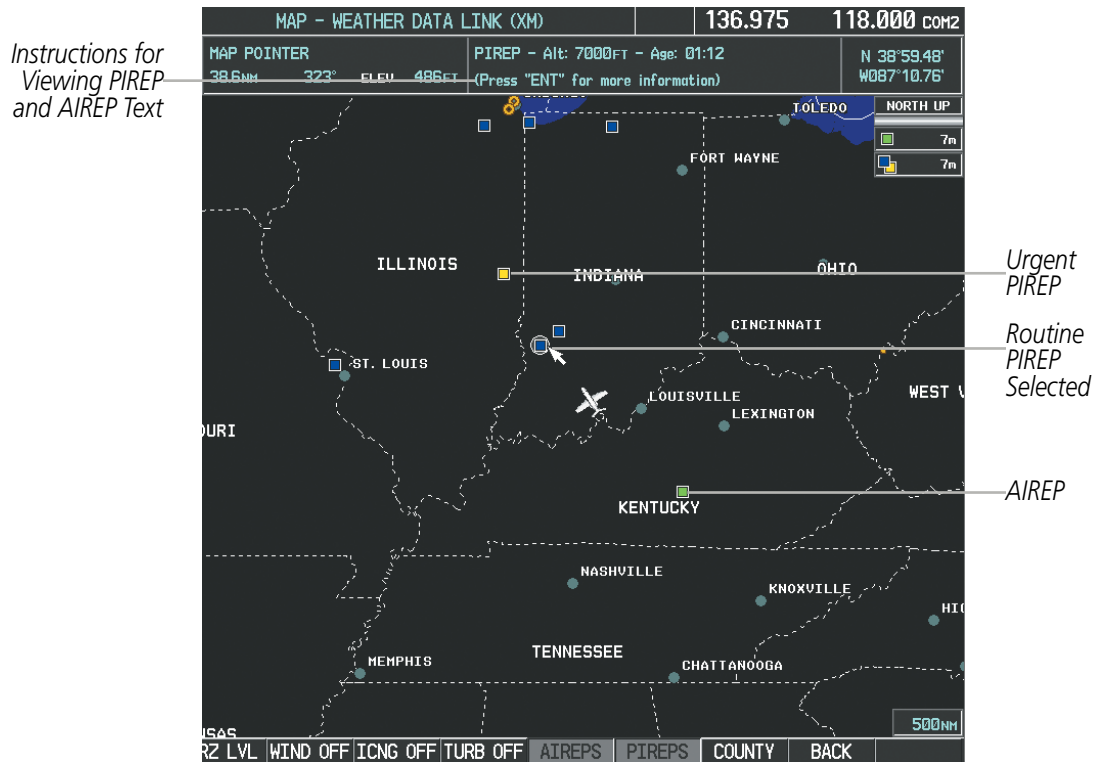 MAP - WEATHER DATA LINK (XM)
136.975
118.000 COM2
Instructions for
Viewing PIREP
and AIREP Text
MAP POINTER
38.6NM 323° ELEV 486FT
PIREP - Alt: 7000FT - Age: 01:12
(Press "ENT" for more information)
N 38°59.48'
W087°10.76'
NORTH UP
7m
7m
TOLEDO
FORT WAYNE
ILLINOIS
INDIANA
OHIO
Urgent
PIREP
CINCINNATI
Routine
PIREP
Selected
ST. LOUIS
LOUISVILLE
WEST V
LEXINGTON
OURI
AIREP
KENTUCKY
NASHVILLE
KNOXVILLE
HIC
TENNESSEE
MEMPHIS
CHATTANOOGA
500NM
NSAS
RZ LVL WIND OFF ICNG OFF TURB OFF AIREPS PIREPS COUNTY BACK